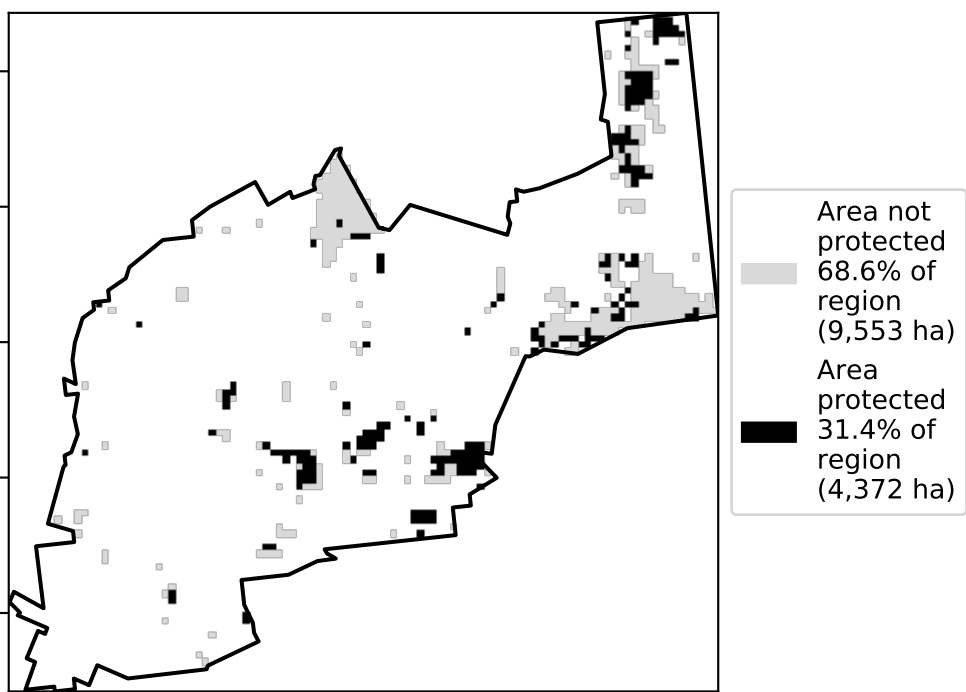 Area not
protected
68.6% of
region
(9,553 ha)
Area
protected
31.4% of
region
(4,372 ha)